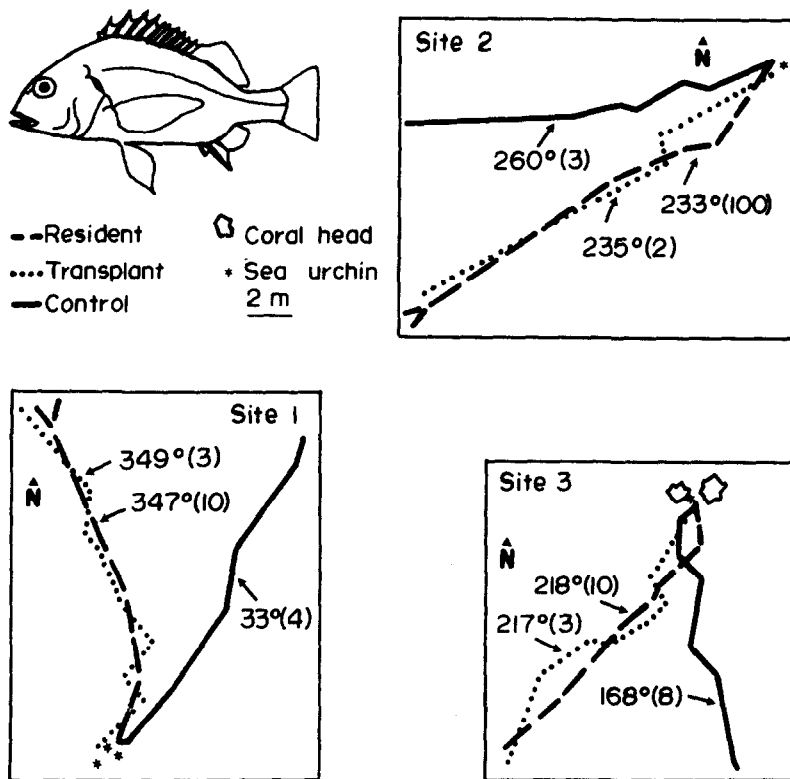 Resident
Transplant
Control
Coral head
* Sea urchin
2 m
Site 2
N
260°(3)
233°(100)
235°(2)
Site 1
N
349°(3)
347°(10)
33°(4)
Site 3
N
218°(10)
217°(3)
168°(8)